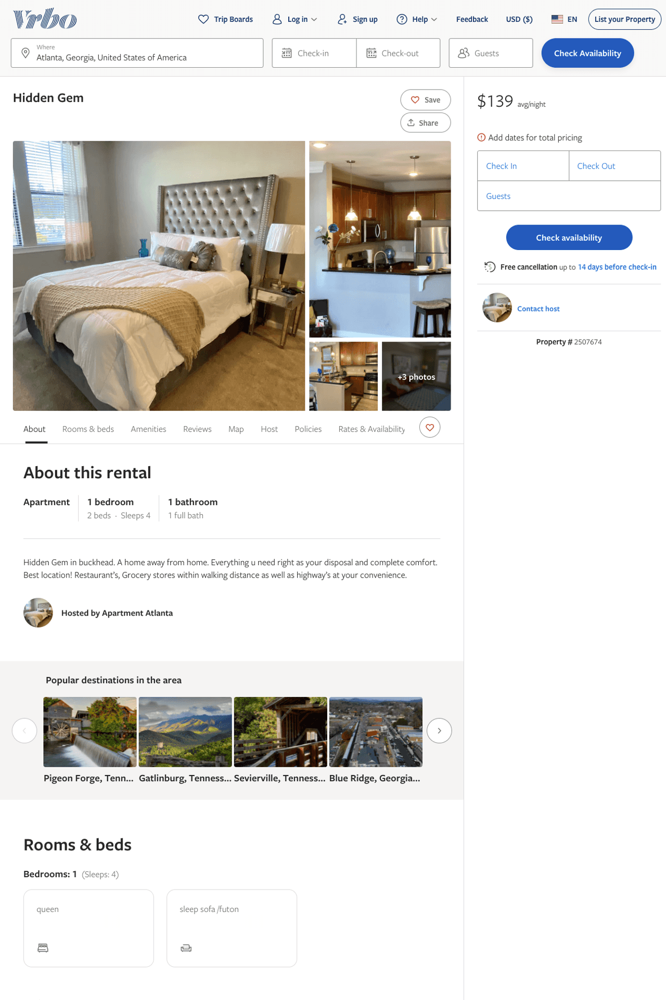 Vrbo
Trip Boards
Log in
Sign up
Help
Feedback
USD ($)
EN
List your Property
Where
Atlanta, Georgia, United States of America
Check-in
Check-out
Guests
Check Availability
Hidden Gem
Save
Share
+3 photos
$139 avg/night
Add dates for total pricing
Check In
Check Out
Guests
Check availability
Free cancellation up to 14 days before check-in
Contact host
Property # 2507674
About
Rooms & beds
Amenities
Reviews
Map
Host
Policies
Rates & Availability
About this rental
Apartment
1 bedroom
2 beds · Sleeps 4
1 bathroom
1 full bath
Hidden Gem in buckhead. A home away from home. Everything u need right as your disposal and complete comfort.
Best location! Restaurant's, Grocery stores within walking distance as well as highway's at your convenience.
Hosted by Apartment Atlanta
Popular destinations in the area
Pigeon Forge, Tenn...
Gatlinburg, Tenness...
Sevierville, Tenness...
Blue Ridge, Georgia...
Rooms & beds
Bedrooms: 1 (Sleeps: 4)
queen
sleep sofa /futon